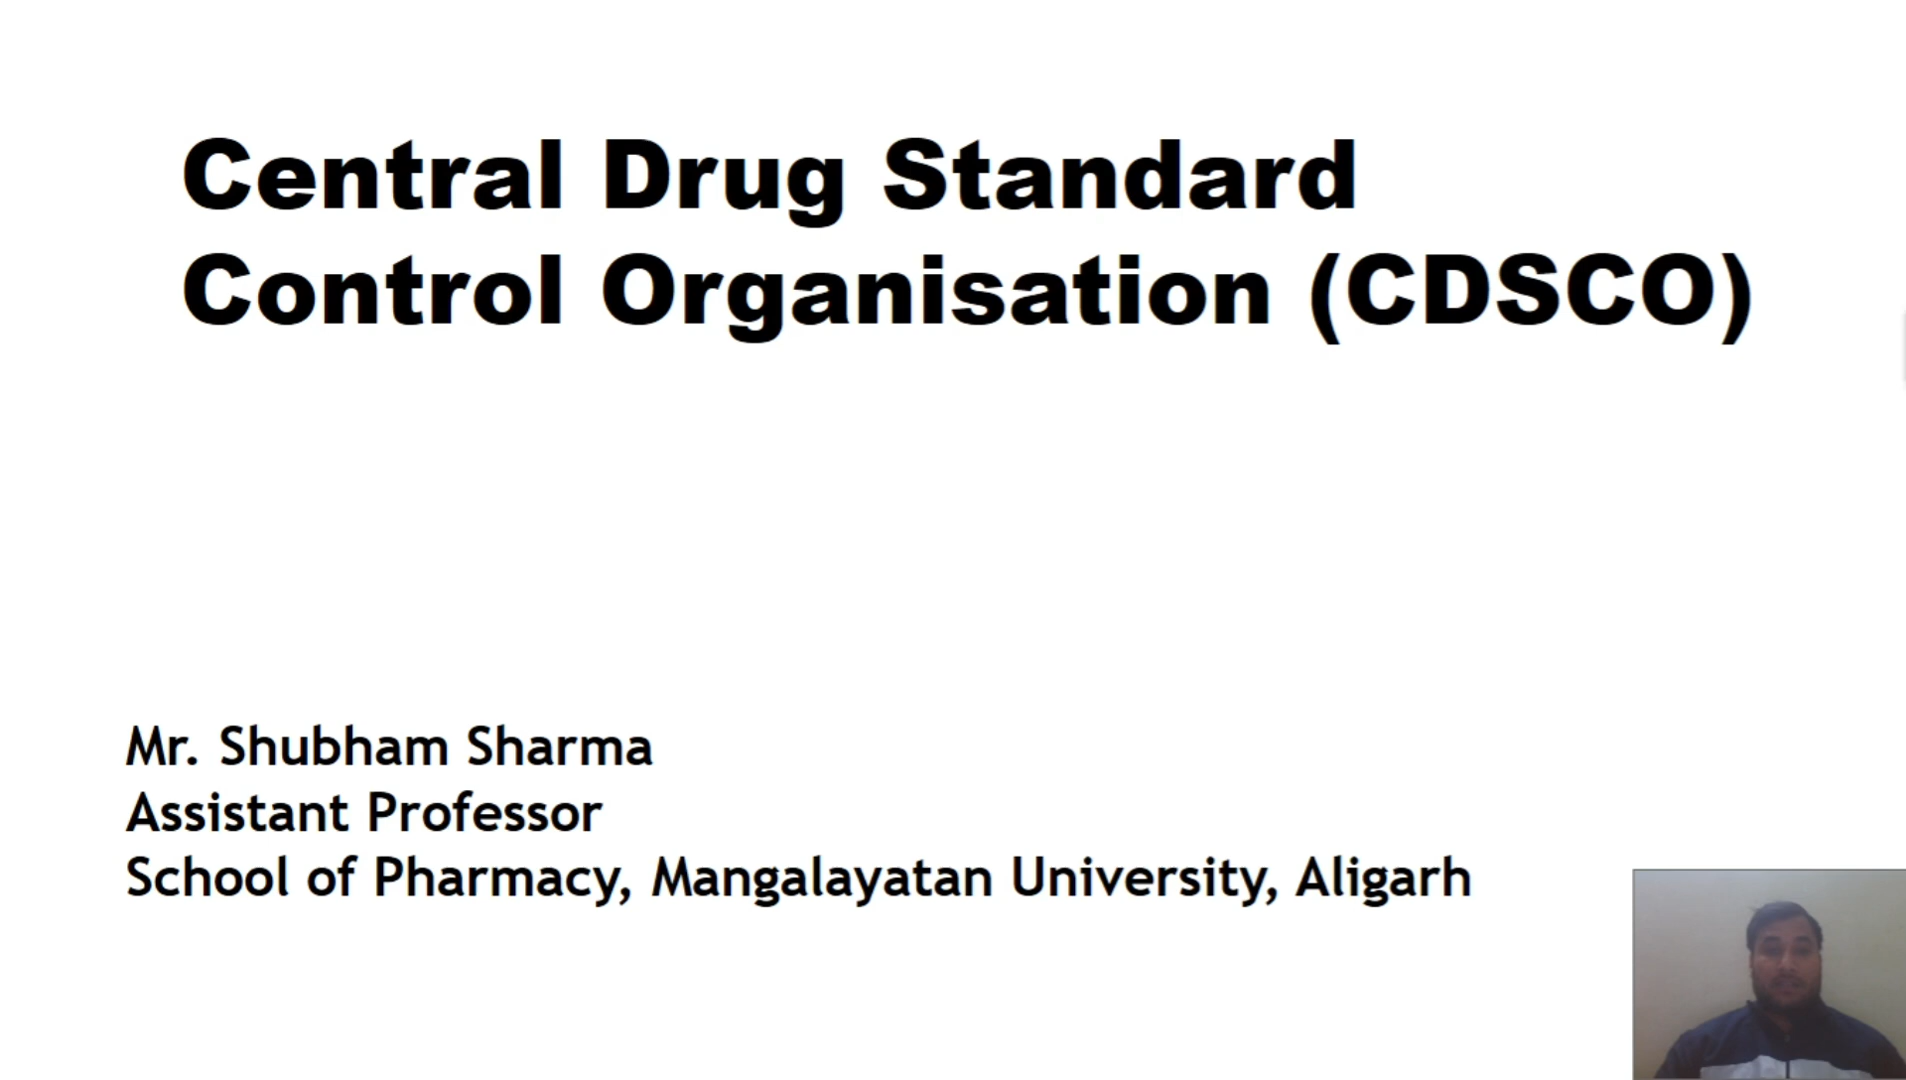 Central Drug Standard
Control Organisation (CDSCO)
Mr. Shubham Sharma
Assistant Professor
School of Pharmacy, Mangalayatan University, Aligarh